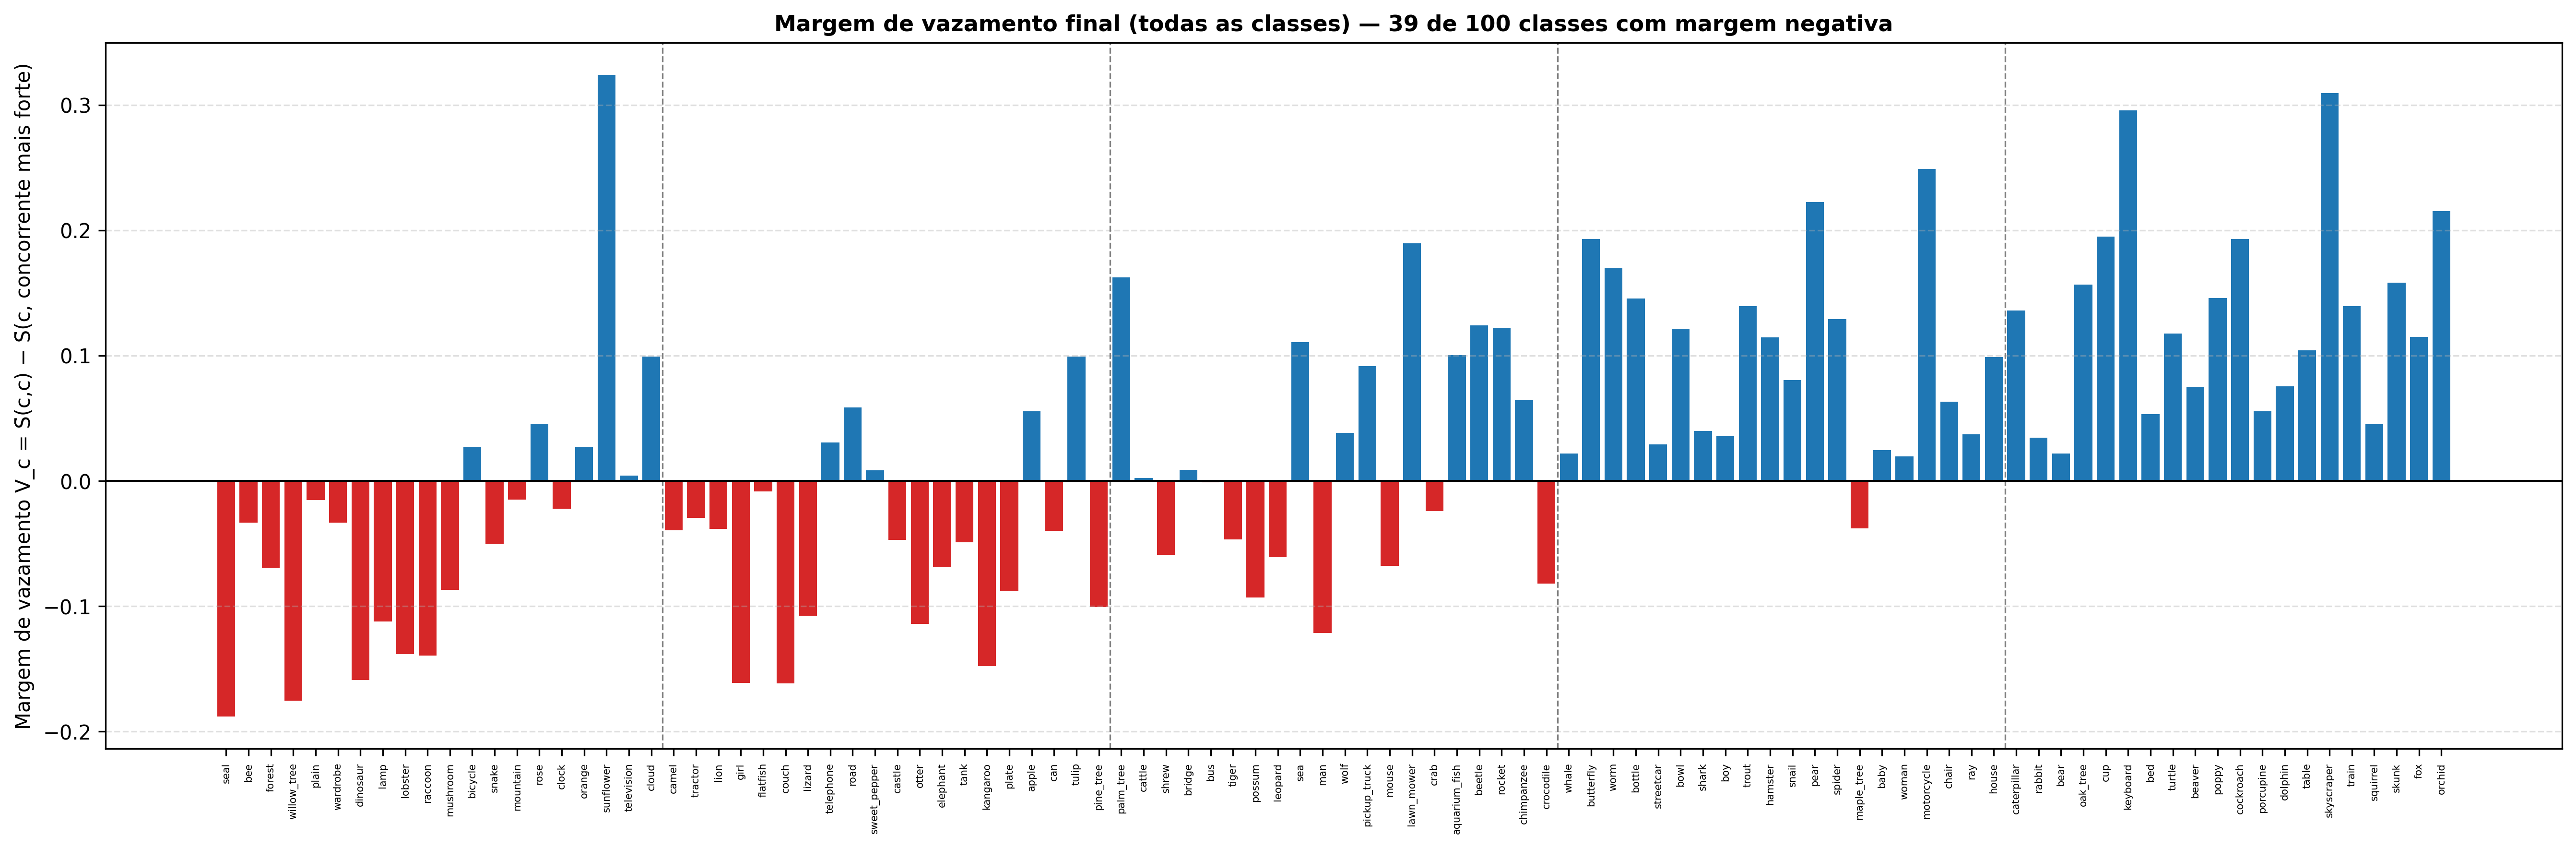 Margem de vazamento final (todas as classes) — 39 de 100 classes com margem negativa
Margem de vazamento V_c = S(c,c) − S(c, concorrente mais forte)
0.3
0.2
0.1
0.0
−0.1
−0.2
seal
bee
forest
willow_tree
plain
wardrobe
dinosaur
lamp
lobster
raccoon
mushroom
bicycle
snake
mountain
rose
clock
orange
sunflower
television
cloud
camel
tractor
lion
girl
flatfish
couch
lizard
telephone
road
sweet_pepper
castle
otter
elephant
tank
kangaroo
plate
apple
can
tulip
pine_tree
palm_tree
cattle
shrew
bridge
bus
tiger
possum
leopard
sea
man
wolf
pickup_truck
mouse
lawn_mower
crab
aquarium_fish
beetle
rocket
chimpanzee
crocodile
whale
butterfly
worm
bottle
streetcar
bowl
shark
boy
trout
hamster
snail
pear
spider
maple_tree
baby
woman
motorcycle
chair
ray
house
caterpillar
rabbit
bear
oak_tree
cup
keyboard
bed
turtle
beaver
poppy
cockroach
porcupine
dolphin
table
skyscraper
train
squirrel
skunk
fox
orchid